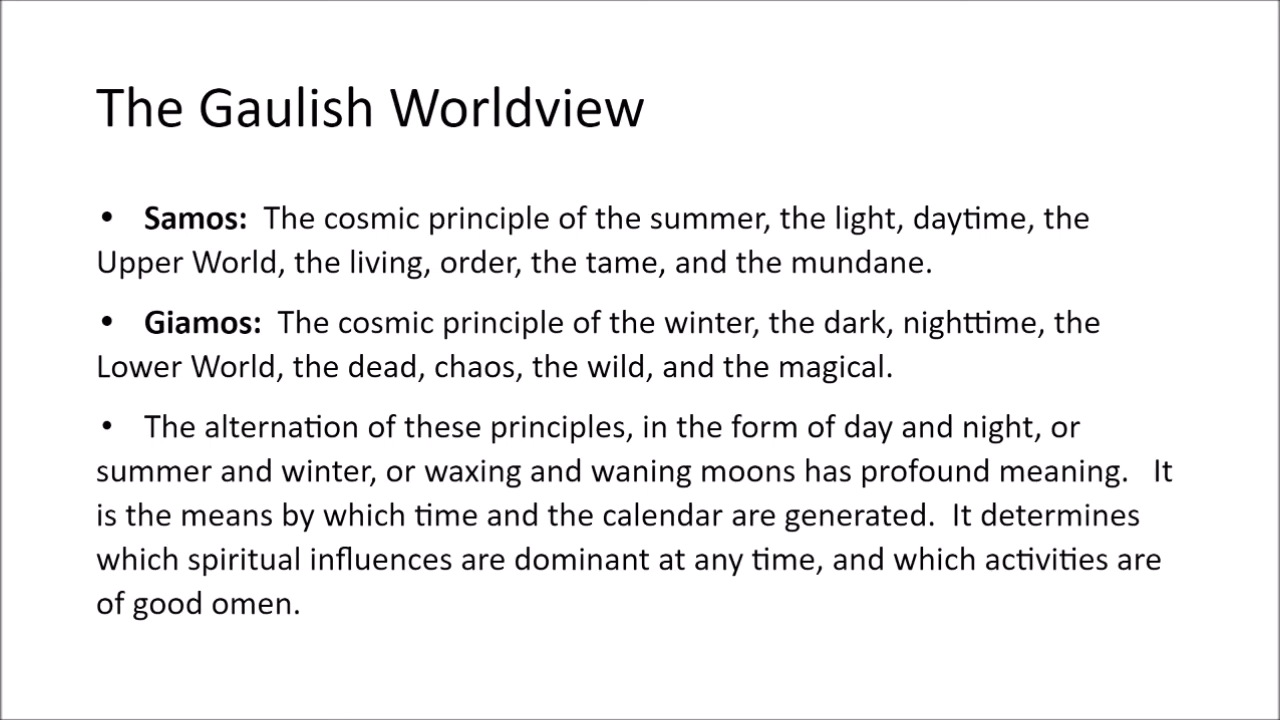 The Gaulish Worldview
• Samos: The cosmic principle of the summer, the light, daytime, the
Upper World, the living, order, the tame, and the mundane.
• Giamos: The cosmic principle of the winter, the dark, nighttime, the
Lower World, the dead, chaos, the wild, and the magical.
• The alternation of these principles, in the form of day and night, or
summer and winter, or waxing and waning moons has profound meaning. It
is the means by which time and the calendar are generated. It determines
which spiritual influences are dominant at any time, and which activities are
of good omen.